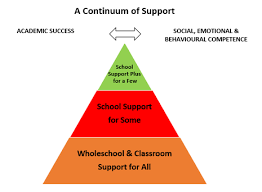 A Continuum of Support
ACADEMIC SUCCESS
SOCIAL, EMOTIONAL &
BEHAVIOURAL COMPETENCE
School
Support Plus
for a Few
School Support
for Some
Wholeschool & Classroom
Support for All